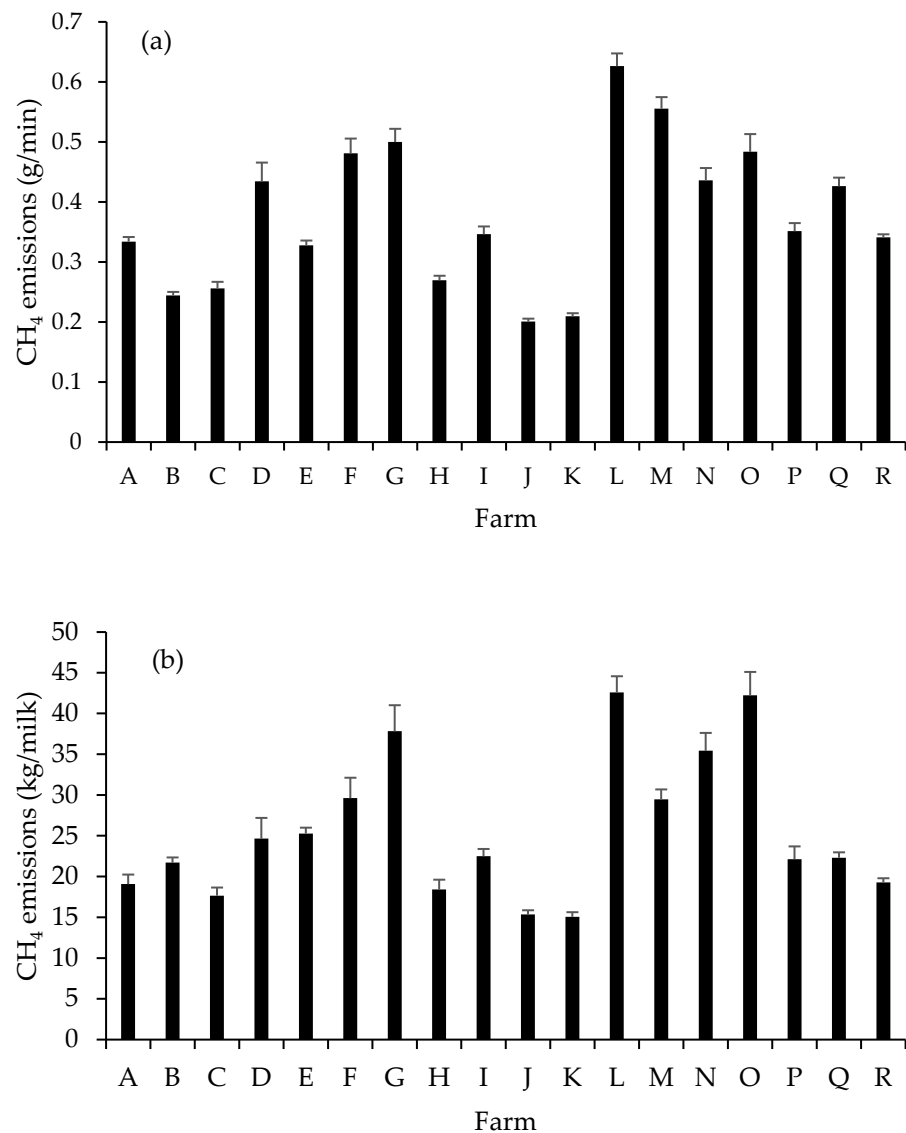 (a)
CH₄ emissions (g/min)
0.7
0.6
0.5
0.4
0.3
0.2
0.1
0
A B C D E F G H I J K L M N O P Q R
Farm
(b)
CH₄ emissions (kg/milk)
50
45
40
35
30
25
20
15
10
5
0
A B C D E F G H I J K L M N O P Q R
Farm